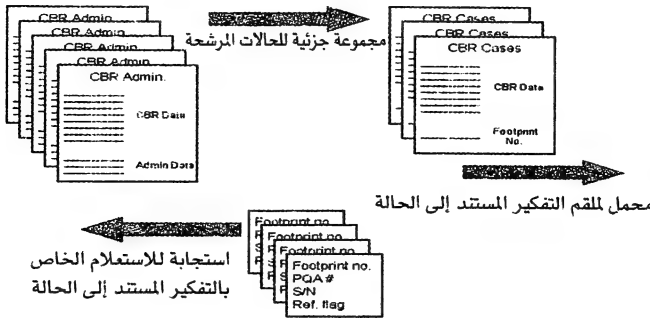 CBR Admin.
CBR Admin.
CBR Admin.
CBR Admin.
CBR Admin.
CBR Data
Admin Data
مجموعة جزئية للحالات المرشحة
CBR Cases
CBR Cases
CBR Cases
CBR Data
Footprint
No.
محمل لملقم التفكير المستند إلى الحالة
Footprint no.
Footprint no.
Footprint no.
Footprint no.
PQA #
S/N
Ref. flag
استجابة للاستعلام الخاص
بالتفكير المستند إلى الحالة